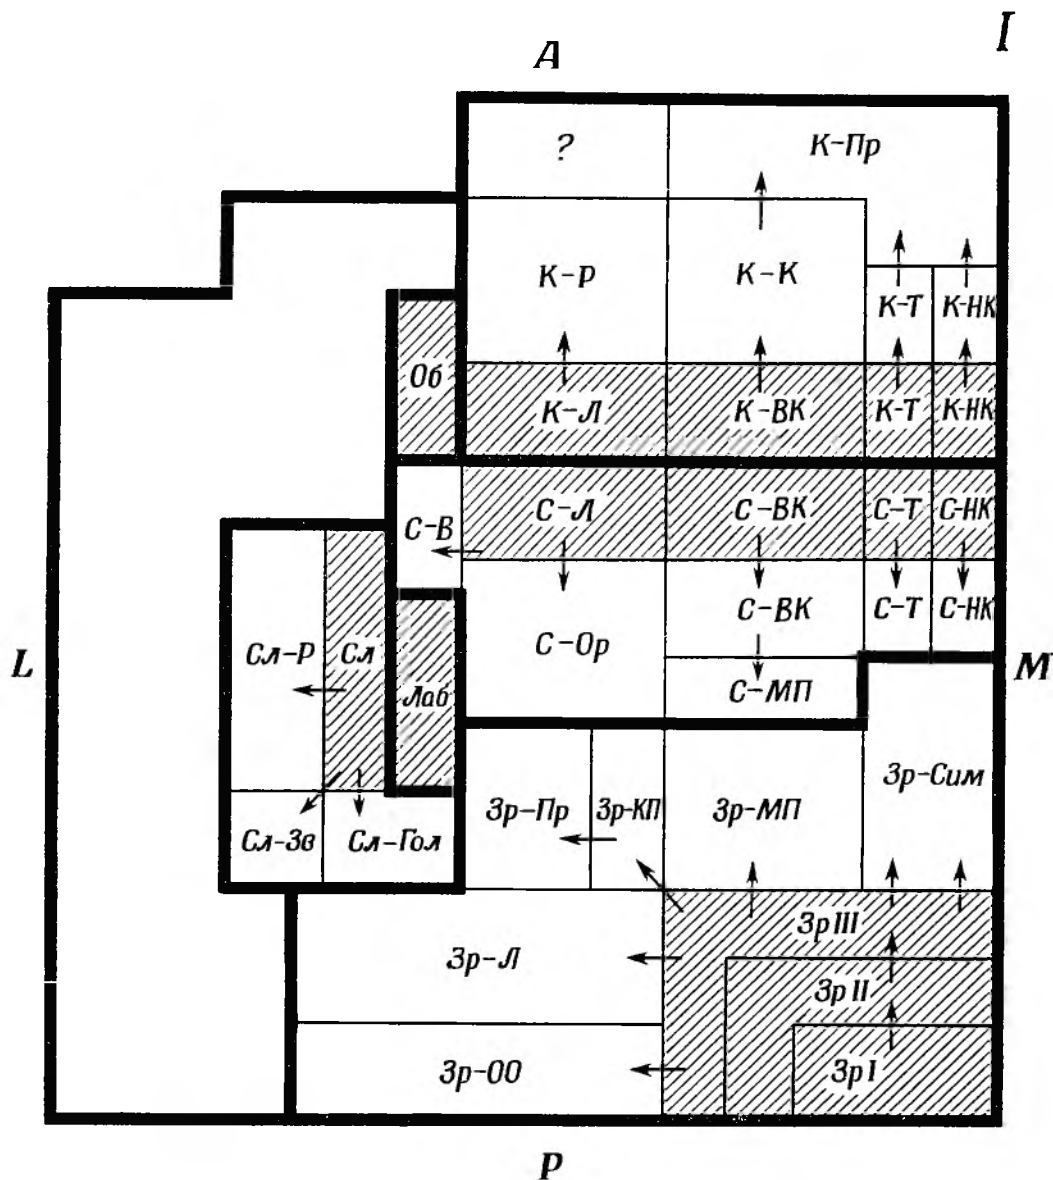 I
A
?
К-Пр
К-Р
К-К
К-Т
К-НК
Об
К-Л
К-ВК
К-Т
К-НК
С-В
С-Л
С-ВК
С-Т
С-НК
С-Ор
С-ВК
С-Т
С-НК
L
Сл-Р
Сл
Лаб
С-МП
M
Зр-Пр
Зр-КП
Зр-МП
Зр-Сим
Сл-Зв
Сл-Гол
Зр III
Зр-Л
Зр II
Зр-ОО
Зр I
P